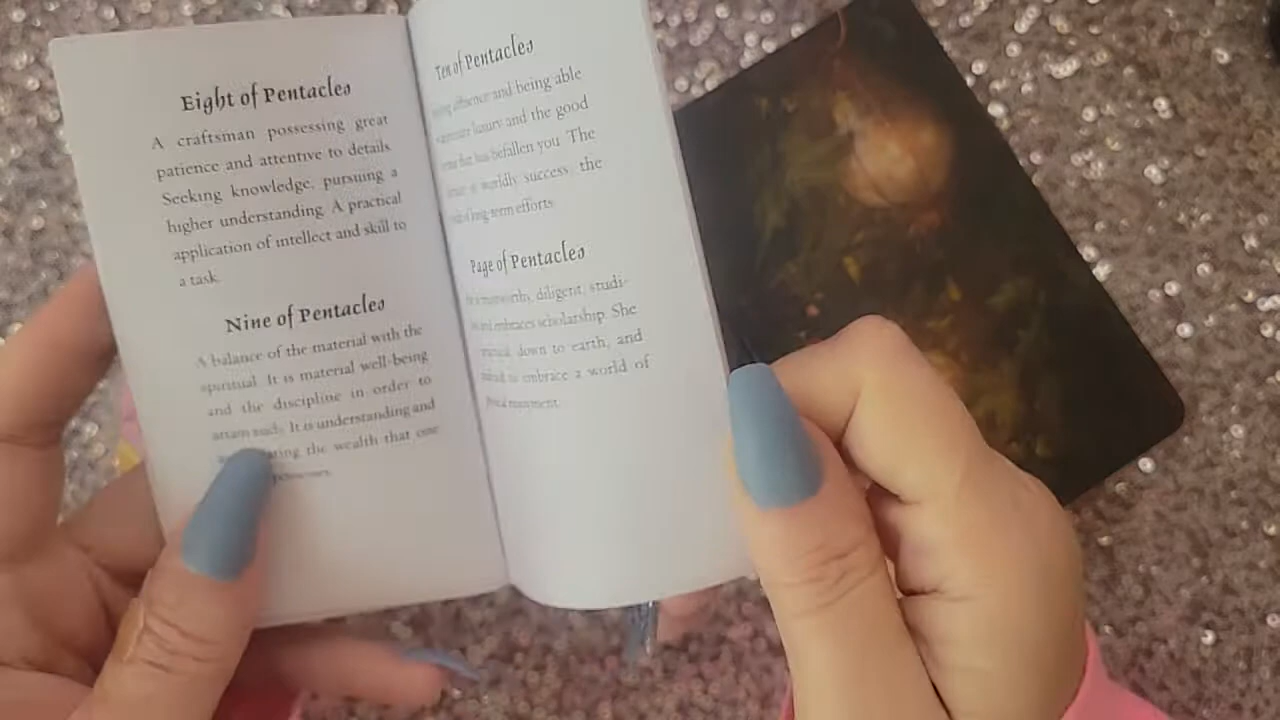 Eight of Pentacles
A craftsman possessing great
patience and attentive to details.
Seeking knowledge, pursuing a
higher understanding. A practical
application of intellect and skill to
a task.
Nine of Pentacles
A balance of the material with the
spiritual. It is material well-being
and the discipline in order to
attain such. It is understanding and
the wealth that one
Ten of Pentacles
and being able
luxury and the good
has befallen you. The
worldly success the
long-term efforts.
Page of Pentacles
diligent, studi-
embraces scholarship. She
down to earth, and
to embrace a world of